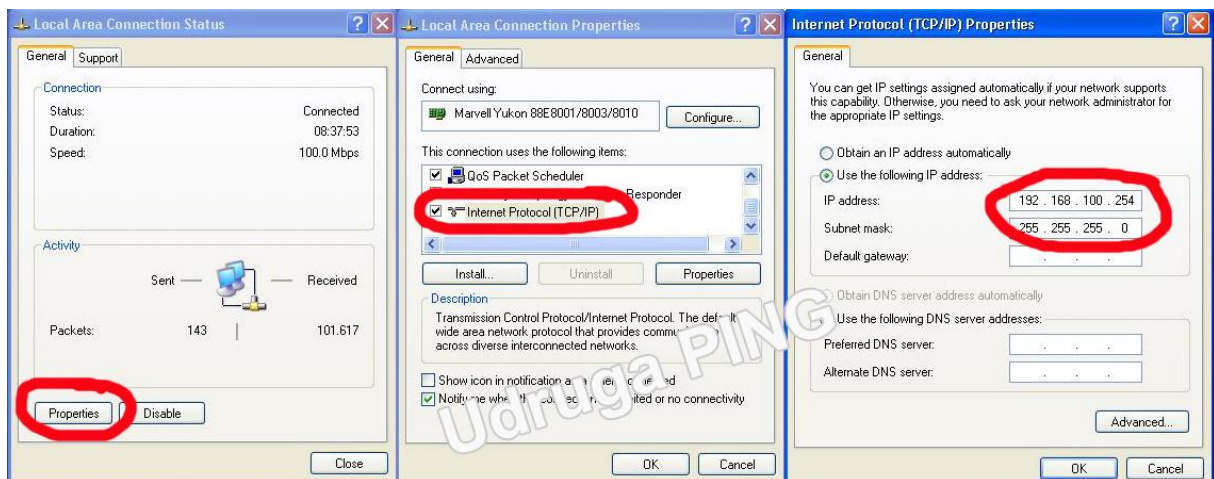 Local Area Connection Status
General Support
Connection
Status: Connected
Duration: 08:37:53
Speed: 100.0 Mbps
Activity
Sent Received
Packets: 143 101.617
Properties Disable
Close
Local Area Connection Properties
General Advanced
Connect using:
Marvell Yukon 88E8001/8003/8010 Configure...
This connection uses the following items:
QoS Packet Scheduler
Responder
Internet Protocol (TCP/IP)
Install... Uninstall Properties
Description
Transmission Control Protocol/Internet Protocol. The default
wide area network protocol that provides
across diverse interconnected networks.
Show icon in notification
Notify me when or no connectivity
OK Cancel
Internet Protocol (TCP/IP) Properties
General
You can get IP settings assigned automatically if your network supports
this capability. Otherwise, you need to ask your network administrator for
the appropriate IP settings.
Obtain an IP address automatically
Use the following IP address:
IP address: 192 . 168 . 100 . 254
Subnet mask: 255 . 255 . 255 . 0
Default gateway: . . .
Obtain DNS server address automatically
Use the following DNS server addresses:
Preferred DNS server: . . .
Alternate DNS server: . . .
Advanced...
OK Cancel
Udruga PING